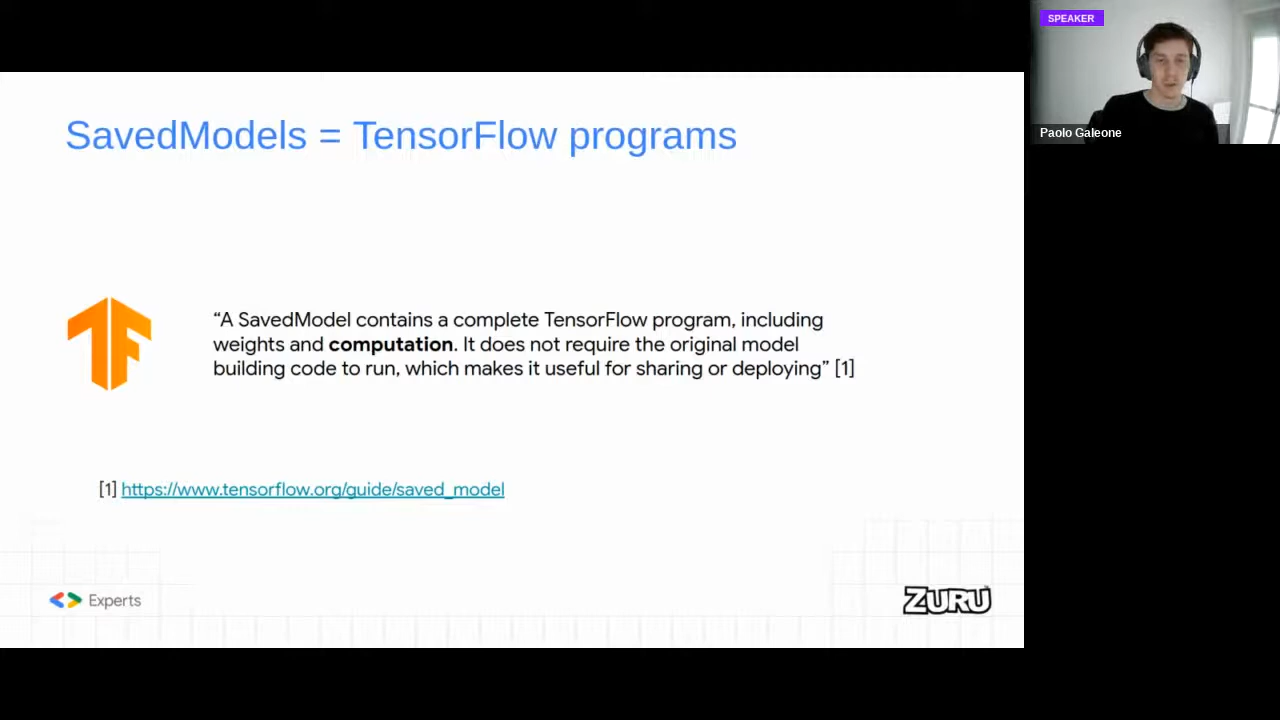 SPEAKER
Paolo Galeone
SavedModels = TensorFlow programs
“A SavedModel contains a complete TensorFlow program, including
weights and computation. It does not require the original model
building code to run, which makes it useful for sharing or deploying” [1]
[1] https://www.tensorflow.org/guide/saved_model
Experts
ZURU